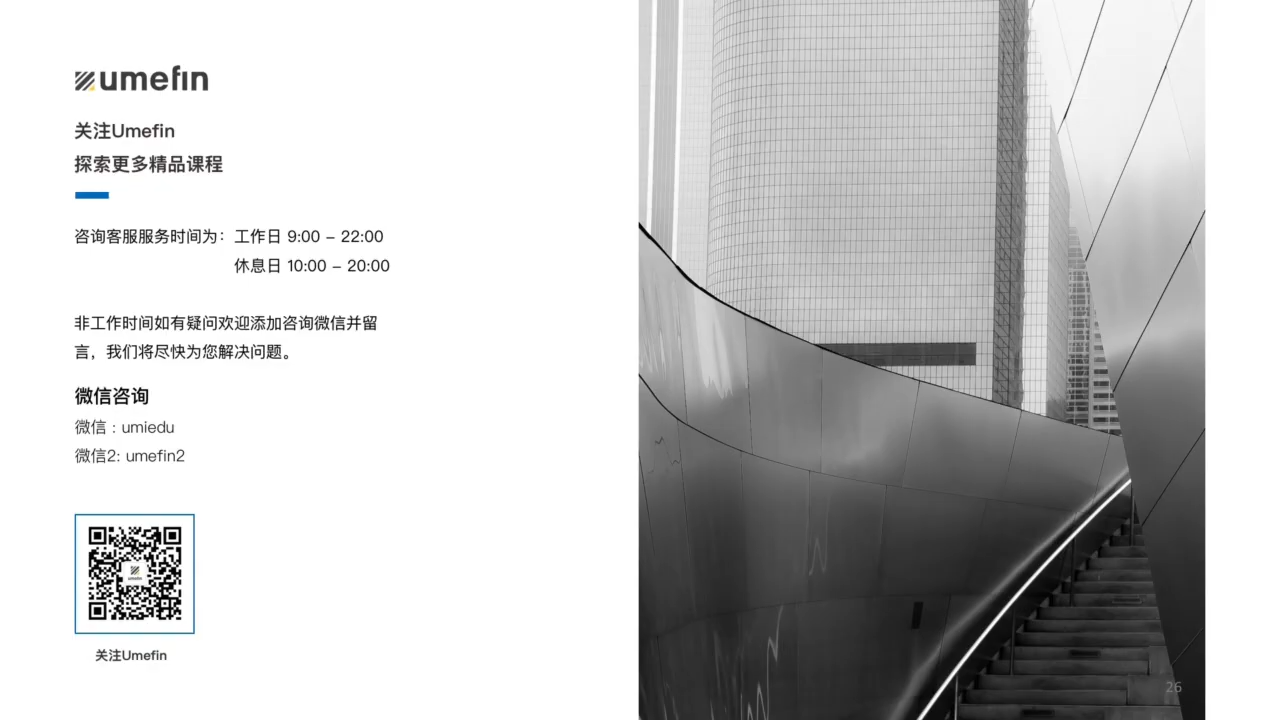 umefin
关注Umefin
探索更多精品课程
咨询客服服务时间为：工作日 9:00 – 22:00
休息日 10:00 – 20:00
非工作时间如有疑问欢迎添加咨询微信并留
言，我们将尽快为您解决问题。
微信咨询
微信 : umiedu
微信2: umefin2
umefin
关注Umefin
26